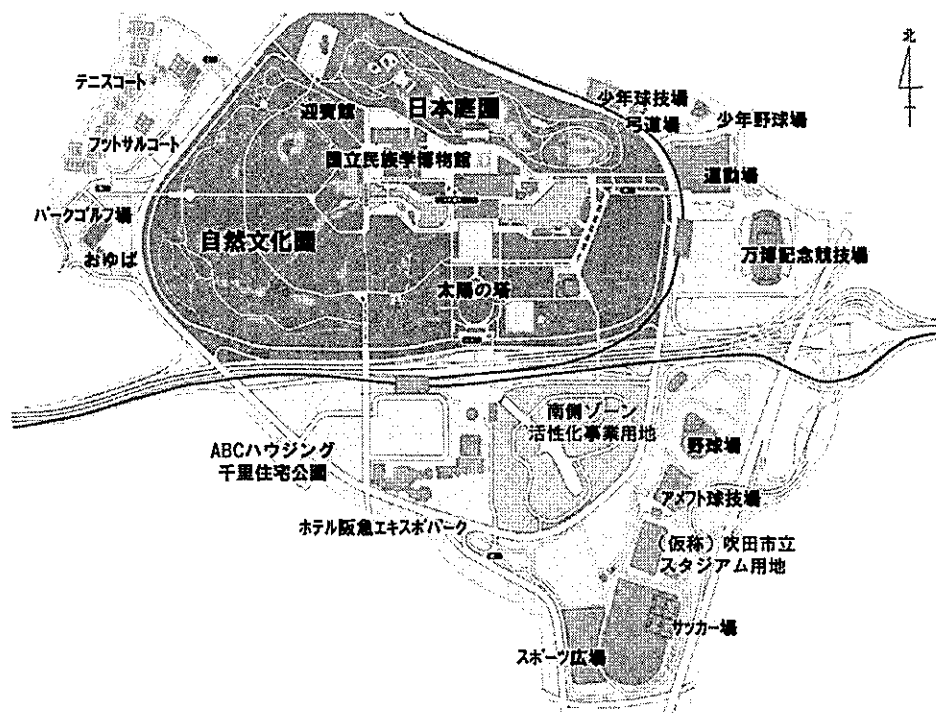 北
テニスコート
少年球技場
迎賓館
日本庭園
弓道場
少年野球場
フットサルコート
国立民族学博物館
運動場
パークゴルフ場
自然文化園
おゆば
万博記念競技場
太陽の塔
南側ゾーン
活性化事業用地
ABCハウジング
千里住宅公園
野球場
アメフト球技場
ホテル阪急エキスポパーク
(仮称)吹田市立
スタジアム用地
サッカー場
スポーツ広場